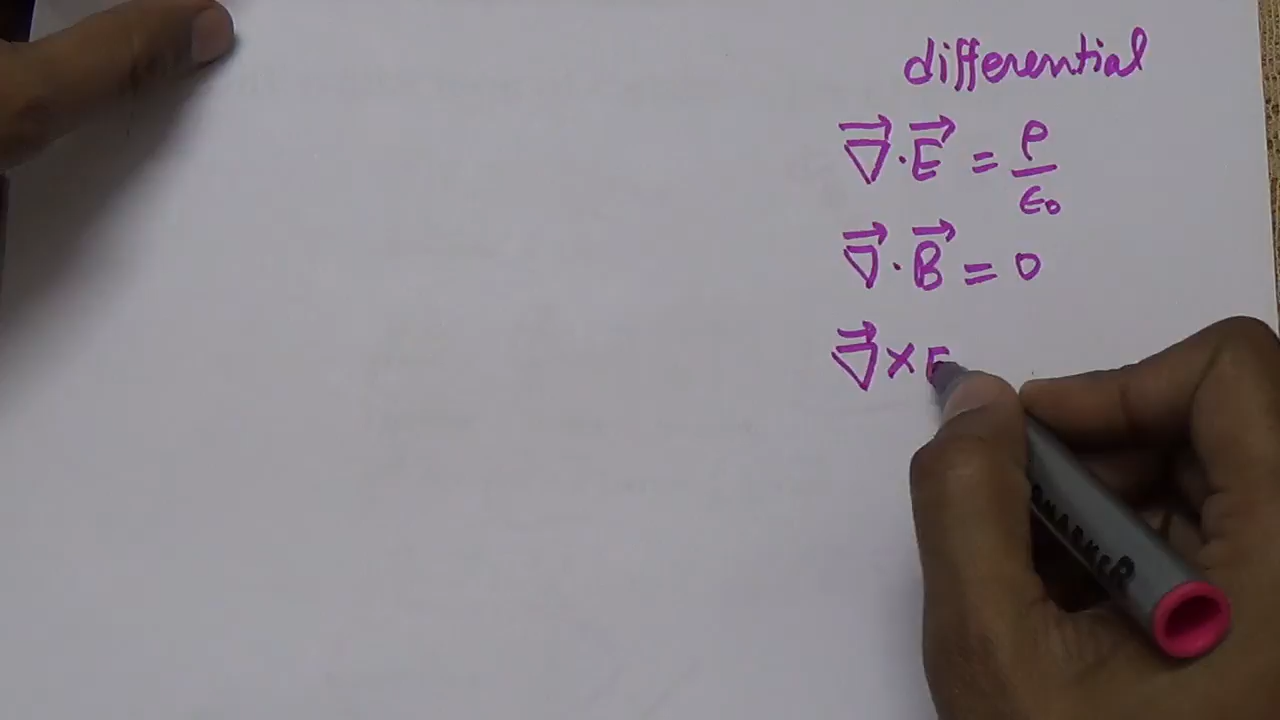 differential
∇⃗ · E⃗ = ρ/ε₀
∇⃗ · B⃗ = 0
∇⃗ × E